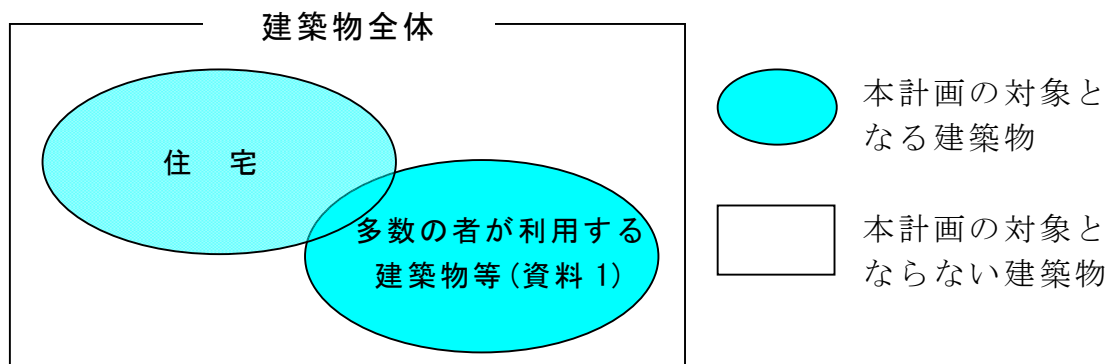 建築物全体
住　宅
多数の者が利用する
建築物等(資料1)
本計画の対象と
なる建築物
本計画の対象と
ならない建築物